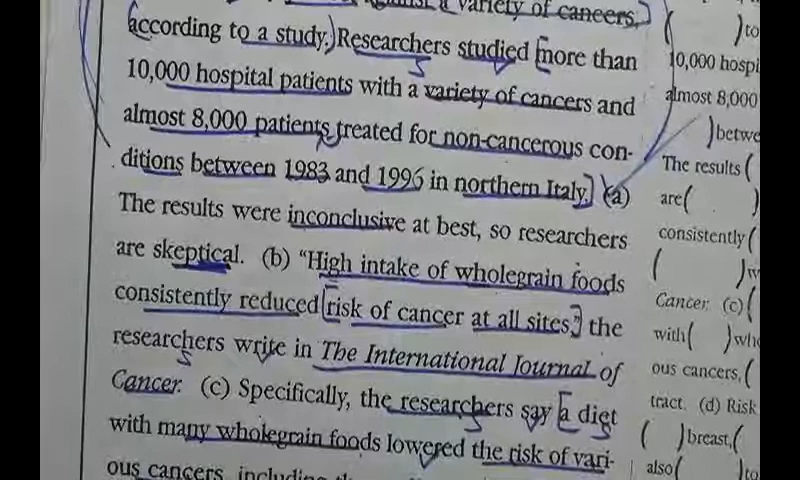 a variety of cancers,
according to a study. Researchers studied more than
10,000 hospital patients with a variety of cancers and
almost 8,000 patients treated for non-cancerous con-
ditions between 1983 and 1996 in northern Italy. (a)
The results were inconclusive at best, so researchers
are skeptical. (b) “High intake of wholegrain foods
consistently reduced risk of cancer at all sites,” the
researchers write in The International Journal of
Cancer. (c) Specifically, the researchers say a diet
with many wholegrain foods lowered the risk of vari-
ous cancers, including
( ) to
10,000 hospi
almost 8,000
) betwe
The results (
are ( )
consistently (
( ) w
Cancer. (c) (
with ( ) who
ous cancers, (
tract. (d) Risk
( ) breast, (
also ( ) to